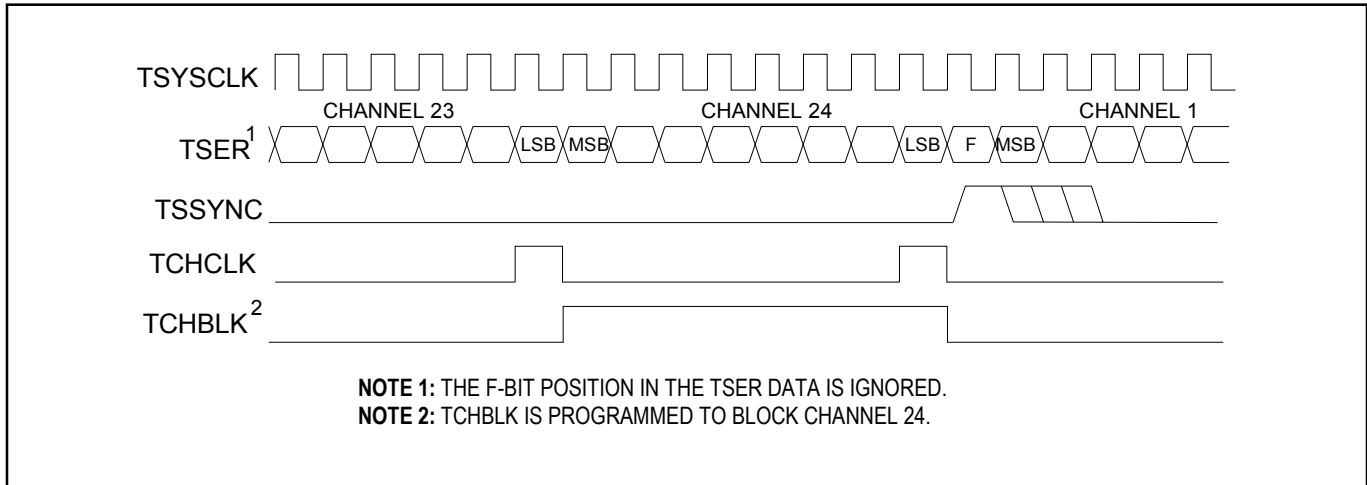 TSYSCLK
CHANNEL 23 CHANNEL 24 CHANNEL 1
TSER1 LSB MSB LSB F MSB
TSSYNC
TCHCLK
TCHBLK2
NOTE 1: THE F-BIT POSITION IN THE TSER DATA IS IGNORED.
NOTE 2: TCHBLK IS PROGRAMMED TO BLOCK CHANNEL 24.